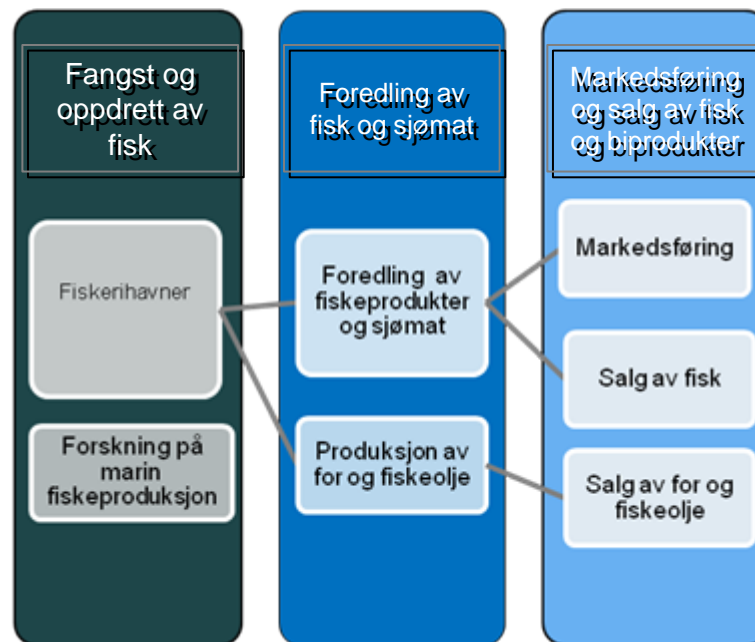 Fangst og
oppdrett av
fisk
Fiskerihavner
Forskning på
marin
fiskeproduksjon
Foredling av
fisk og sjømat
Foredling av
fiskeprodukter
og sjømat
Produksjon av
for og fiskeolje
Markedsføring
og salg av fisk
og biprodukter
Markedsføring
Salg av fisk
Salg av for og
fiskeolje